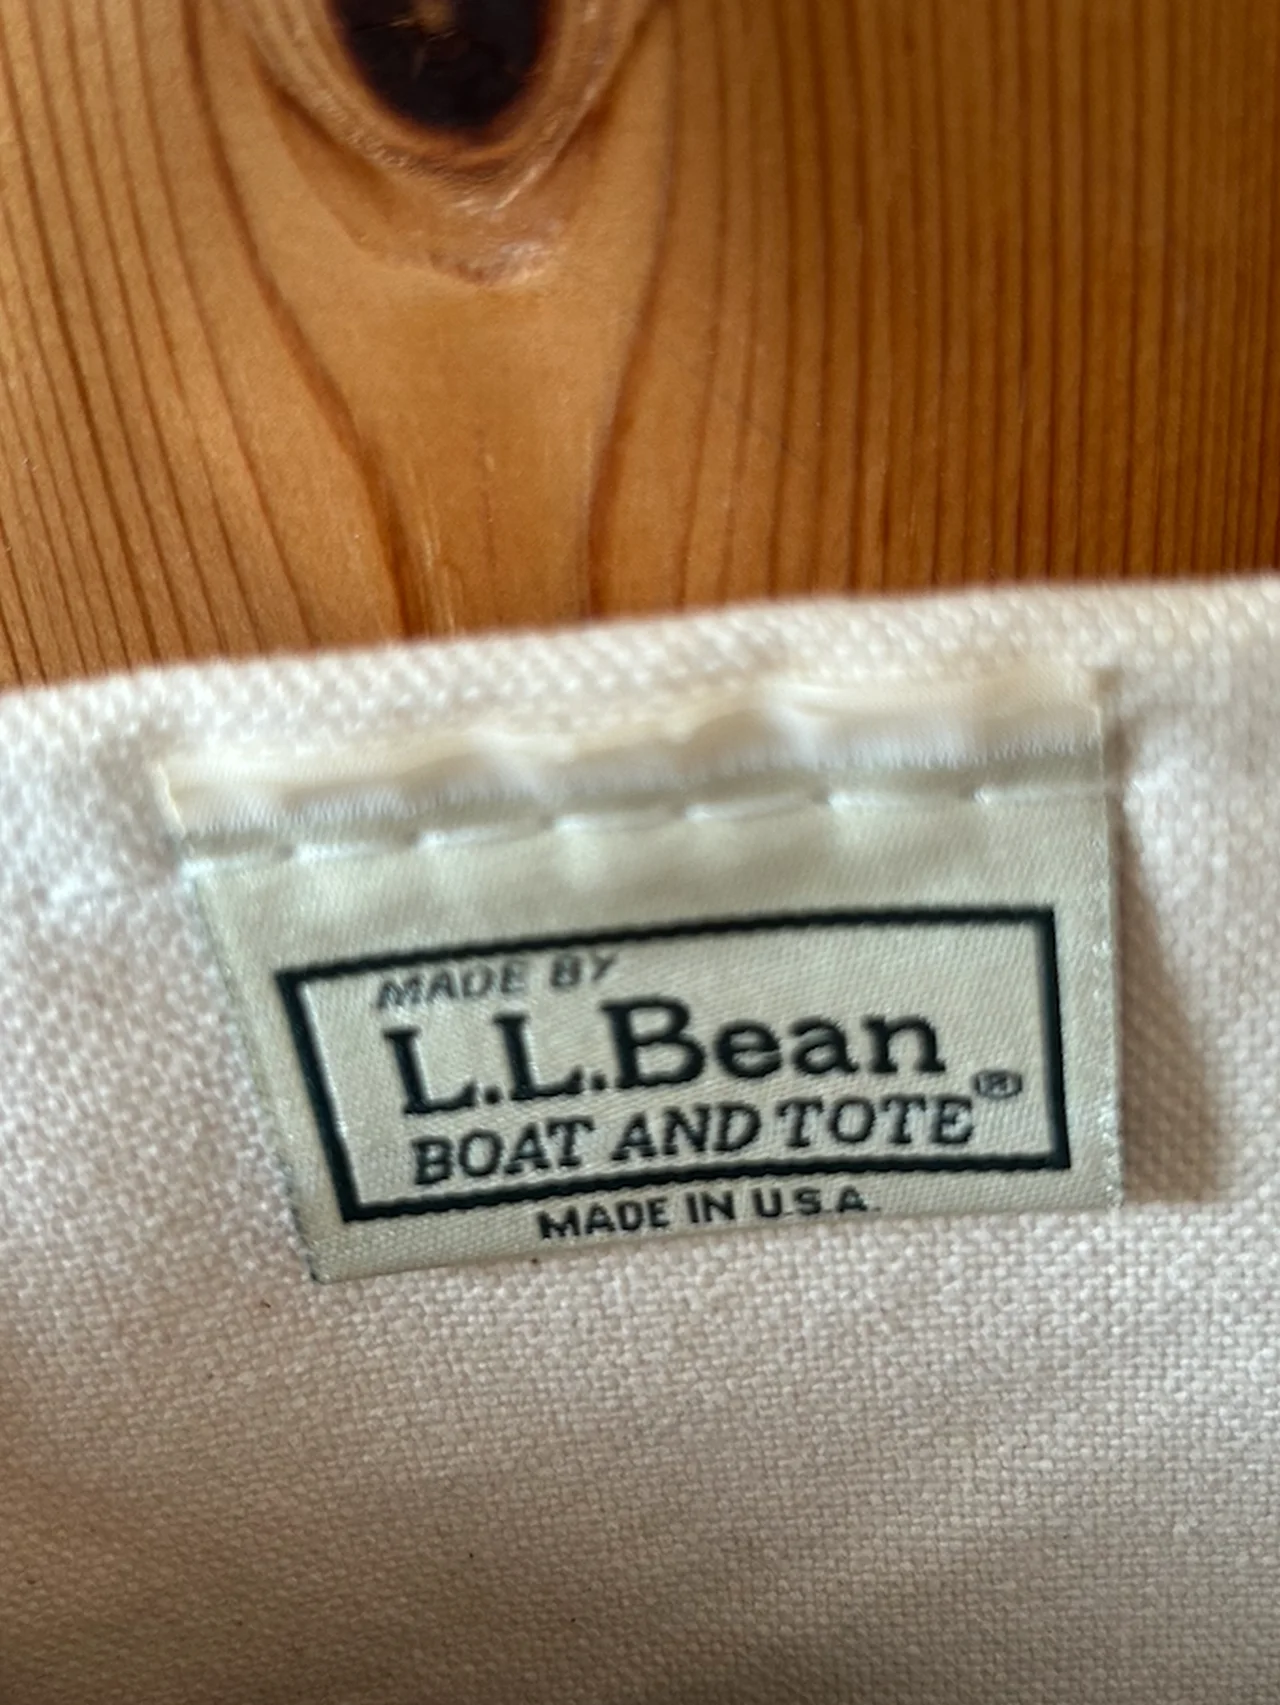 MADE BY
L.L.Bean
BOAT AND TOTE®
MADE IN U.S.A.